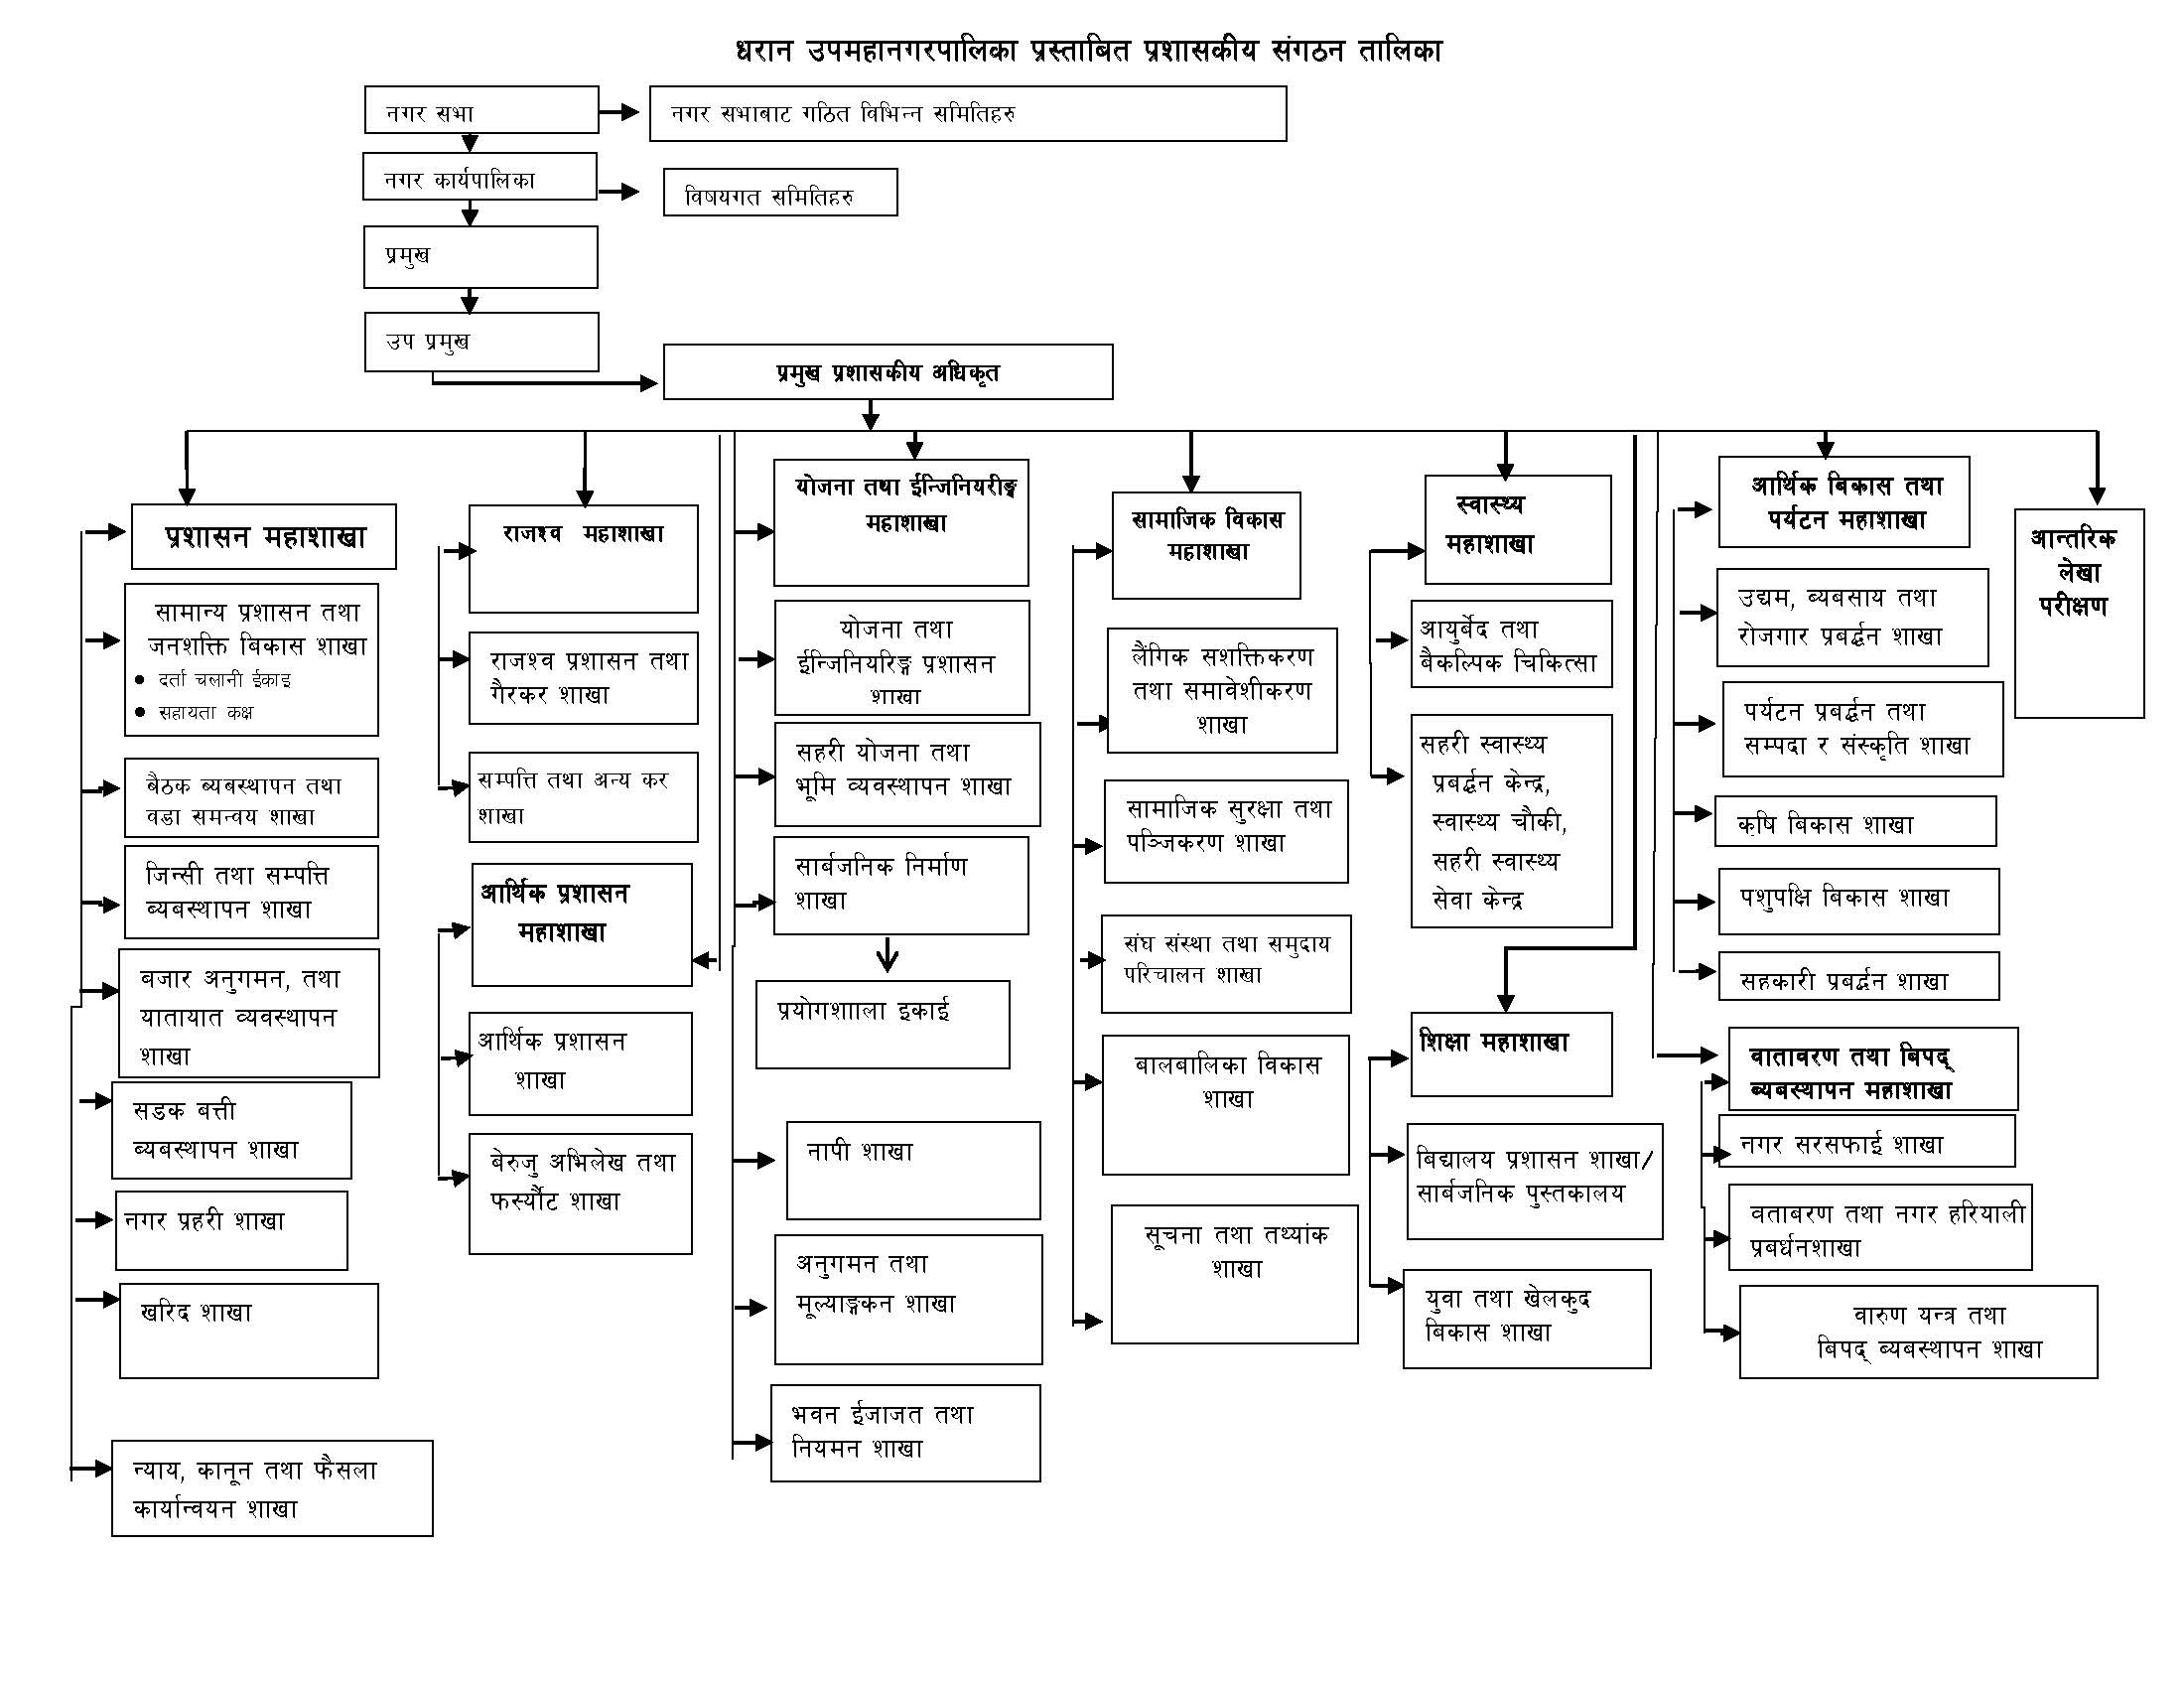 धरान उपमहानगरपालिका प्रस्ताबित प्रशासकीय संगठन तालिका
नगर सभा
नगर सभाबाट गठित विभिन्न समितिहरु
नगर कार्यपालिका
विषयगत समितिहरु
प्रमुख
उप प्रमुख
प्रमुख प्रशासकीय अधिकृत
प्रशासन महाशाखा
सामान्य प्रशासन तथा
जनशक्ति बिकास शाखा
● दर्ता चलानी ईकाइ
● सहायता कक्ष
बैठक ब्यबस्थापन तथा
वडा समन्वय शाखा
जिन्सी तथा सम्पत्ति
ब्यबस्थापन शाखा
बजार अनुगमन, तथा
यातायात व्यवस्थापन
शाखा
सडक बत्ती
ब्यबस्थापन शाखा
नगर प्रहरी शाखा
खरिद शाखा
न्याय, कानून तथा फैसला
कार्यान्वयन शाखा
राजश्व महाशाखा
राजश्व प्रशासन तथा
गैरकर शाखा
सम्पत्ति तथा अन्य कर
शाखा
आर्थिक प्रशासन
महाशाखा
आर्थिक प्रशासन
शाखा
बेरुजु अभिलेख तथा
फर्स्यौट शाखा
योजना तथा ईन्जिनियरीङ्ग
महाशाखा
योजना तथा
ईन्जिनियरिङ्ग प्रशासन
शाखा
सहरी योजना तथा
भूमि व्यवस्थापन शाखा
सार्बजनिक निर्माण
शाखा
प्रयोगशााला इकाई
नापी शाखा
अनुगमन तथा
मूल्याङ्गकन शाखा
भवन ईजाजत तथा
नियमन शाखा
सामाजिक विकास
महाशाखा
लैंगिक सशक्तिकरण
तथा समावेशीकरण
शाखा
सामाजिक सुरक्षा तथा
पञ्जिकरण शाखा
संघ संस्था तथा समुदाय
परिचालन शाखा
बालबालिका विकास
शाखा
सूचना तथा तथ्यांक
शाखा
स्वास्थ्य
महाशाखा
आयुर्बेद तथा
बैकल्पिक चिकित्सा
सहरी स्वास्थ्य
प्रबर्द्धन केन्द्र,
स्वास्थ्य चौकी,
सहरी स्वास्थ्य
सेवा केन्द्र
शिक्षा महाशाखा
बिद्यालय प्रशासन शाखा/
सार्बजनिक पुस्तकालय
युवा तथा खेलकुद
बिकास शाखा
आर्थिक बिकास तथा
पर्यटन महाशाखा
उद्यम, ब्यबसाय तथा
रोजगार प्रबर्द्धन शाखा
पर्यटन प्रबर्द्धन तथा
सम्पदा र संस्कृति शाखा
कृषि बिकास शाखा
पशुपक्षि बिकास शाखा
सहकारी प्रबर्द्धन शाखा
वातावरण तथा बिपद्
ब्यबस्थापन महाशाखा
नगर सरसफाई शाखा
वताबरण तथा नगर हरियाली
प्रबर्धनशाखा
वारुण यन्त्र तथा
बिपद् ब्यबस्थापन शाखा
आन्तरिक
लेखा
परीक्षण